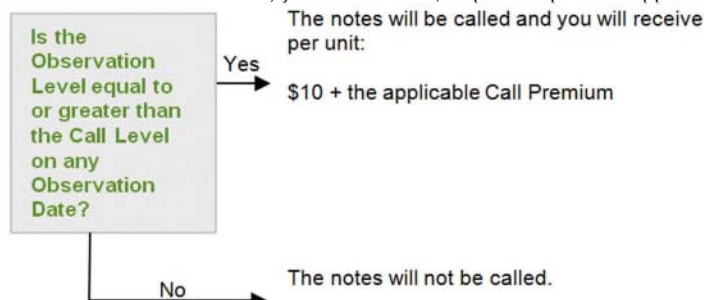 Is the
Observation
Level equal to
or greater than
the Call Level
on any
Observation
Date?
Yes
The notes will be called and you will receive
per unit:
$10 + the applicable Call Premium
No
The notes will not be called.